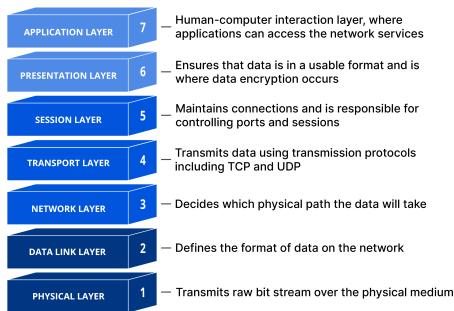 APPLICATION LAYER 7
Human-computer interaction layer, where
applications can access the network services
PRESENTATION LAYER 6
Ensures that data is in a usable format and is
where data encryption occurs
SESSION LAYER 5
Maintains connections and is responsible for
controlling ports and sessions
TRANSPORT LAYER 4
Transmits data using transmission protocols
including TCP and UDP
NETWORK LAYER 3
Decides which physical path the data will take
DATA LINK LAYER 2
Defines the format of data on the network
PHYSICAL LAYER 1
Transmits raw bit stream over the physical medium